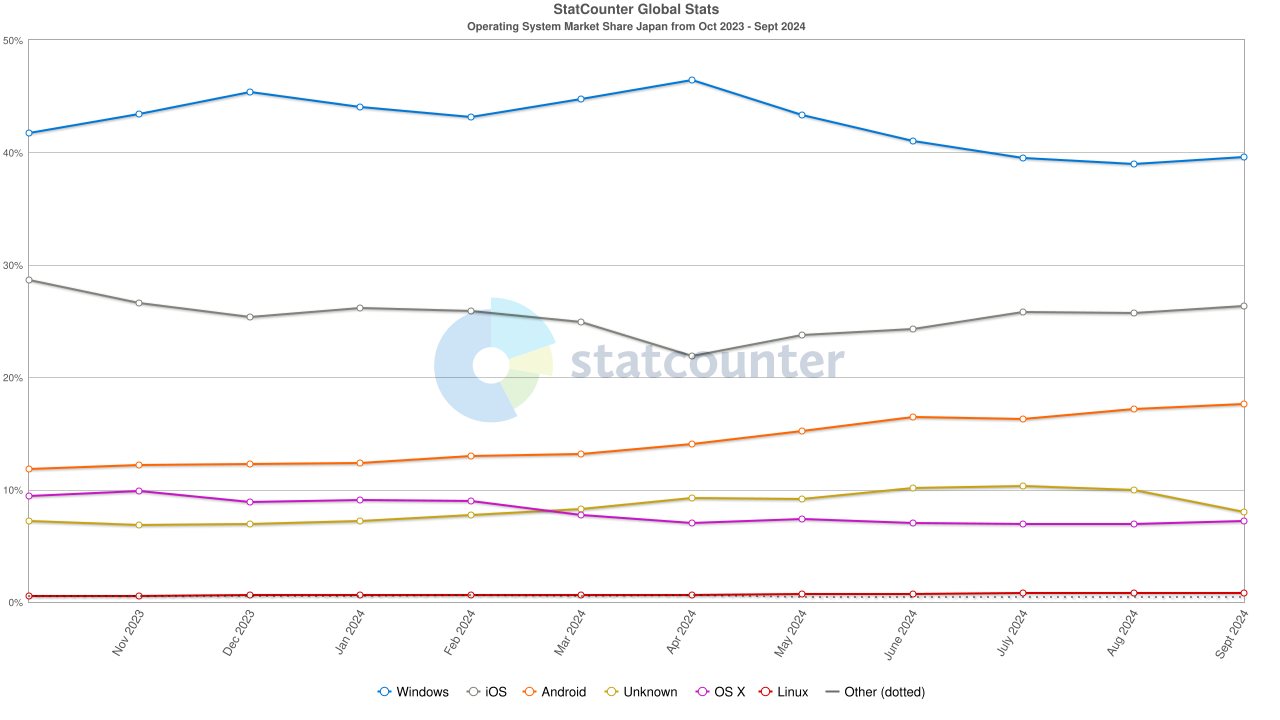 StatCounter Global Stats
Operating System Market Share Japan from Oct 2023 - Sept 2024
50%
40%
30%
20%
10%
0%
statcounter
Nov 2023
Dec 2023
Jan 2024
Feb 2024
Mar 2024
Apr 2024
May 2024
June 2024
July 2024
Aug 2024
Sept 2024
Windows iOS Android Unknown OS X Linux Other (dotted)